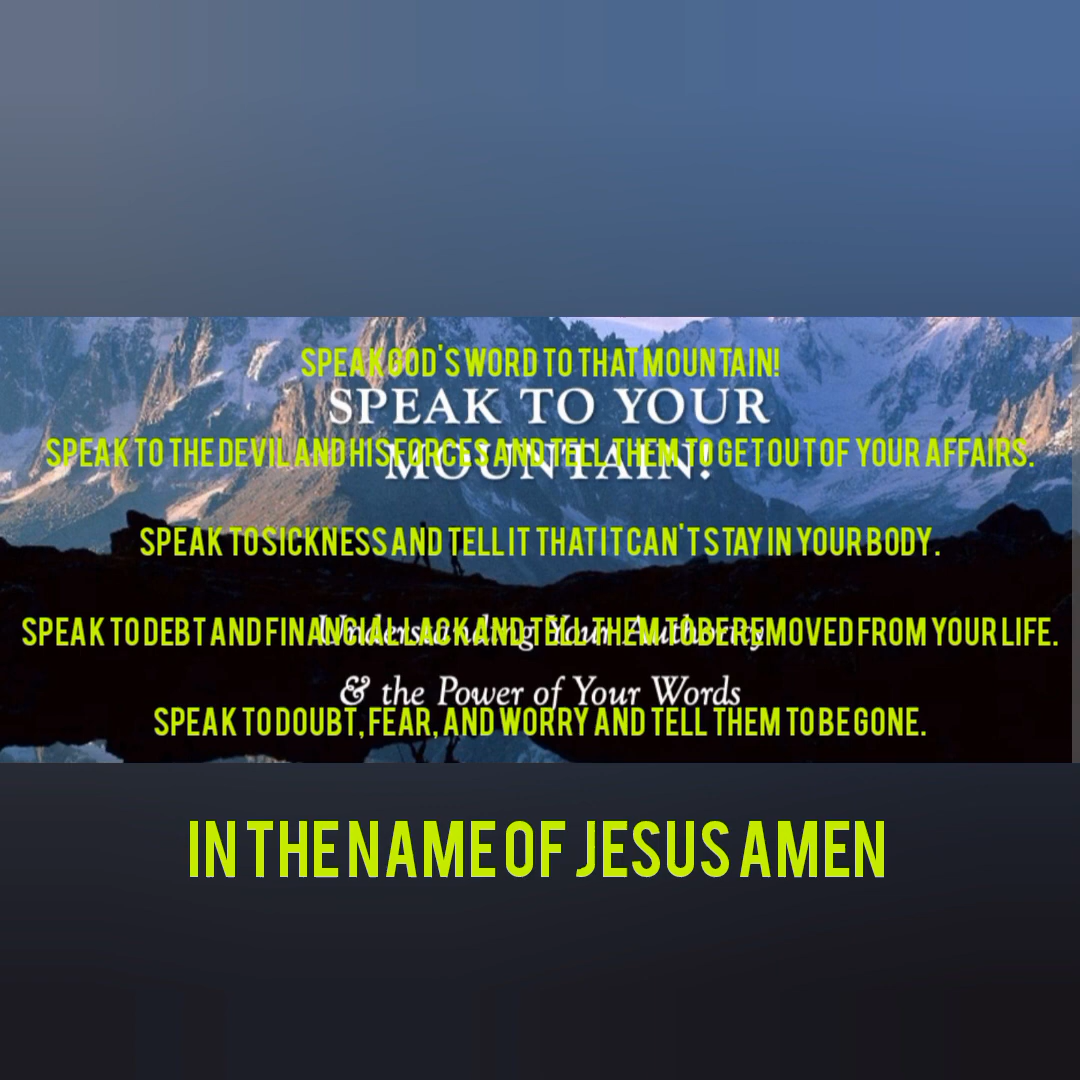 SPEAK GOD'S WORD TO THAT MOUNTAIN!
SPEAK TO YOUR
SPEAK TO THE DEVIL AND HIS FORCES AND TELL THEM TO GET OUT OF YOUR AFFAIRS.
MOUNTAIN!
SPEAK TO SICKNESS AND TELL IT THAT IT CAN'T STAY IN YOUR BODY.
SPEAK TO DEBT AND FINANCIAL LACK AND TELL THEM TO BE REMOVED FROM YOUR LIFE.
Understanding Your Authority
& the Power of Your Words
SPEAK TO DOUBT, FEAR, AND WORRY AND TELL THEM TO BE GONE.
IN THE NAME OF JESUS AMEN